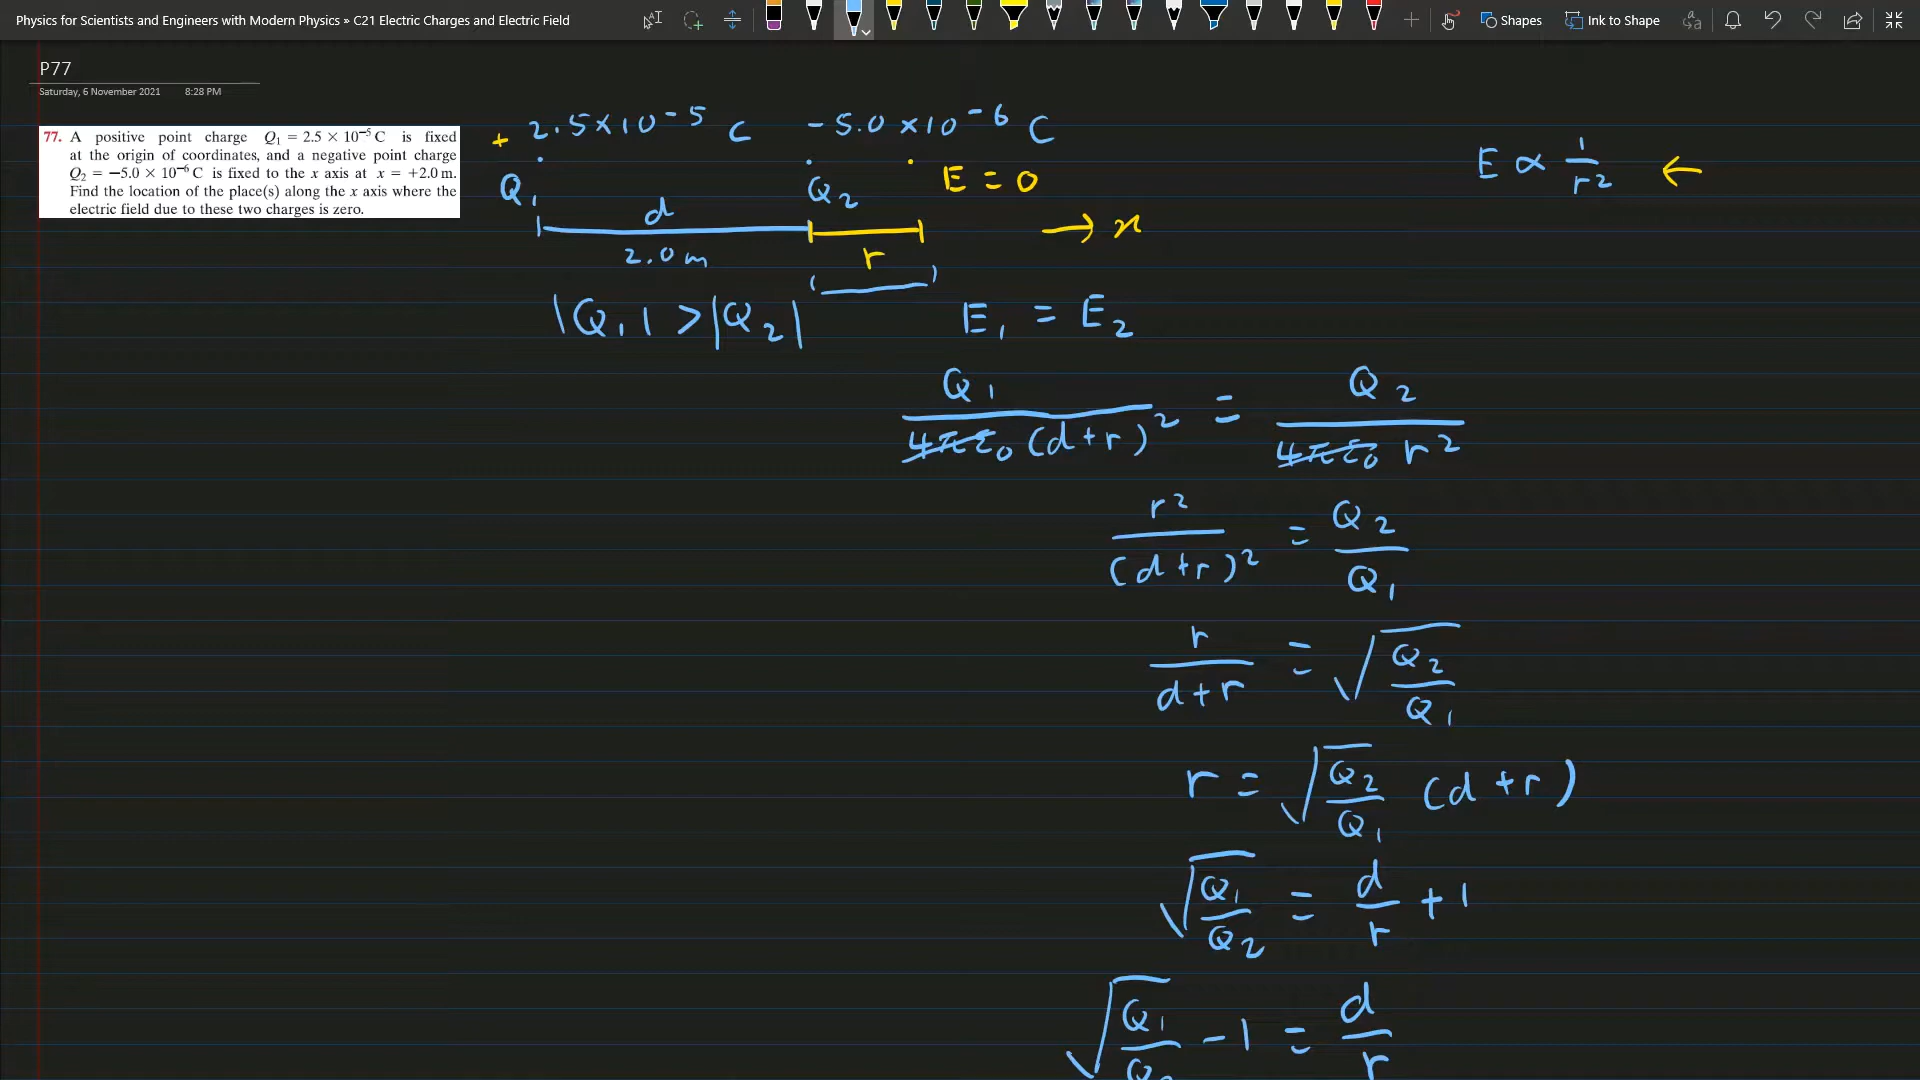 Physics for Scientists and Engineers with Modern Physics » C21 Electric Charges and Electric Field
Shapes
Ink to Shape
P77
Saturday, 6 November 2021 8:28 PM
77. A positive point charge Q₁ = 2.5 × 10⁻⁵ C is fixed
at the origin of coordinates, and a negative point charge
Q₂ = −5.0 × 10⁻⁶ C is fixed to the x axis at x = +2.0 m.
Find the location of the place(s) along the x axis where the
electric field due to these two charges is zero.
+ 2.5×10⁻⁵ C -5.0 ×10⁻⁶ C
E ∝ 1/r² ←
Q₁ Q₂ E = 0
d
→ x
2.0 m r
|Q₁| > |Q₂| E₁ = E₂
Q₁/(4πε₀ (d+r)²) = Q₂/(4πε₀ r²)
r²/(d+r)² = Q₂/Q₁
r/(d+r) = √(Q₂/Q₁)
r = √(Q₂/Q₁) (d+r)
√(Q₁/Q₂) = d/r + 1
√(Q₁/Q₂) - 1 = d/r